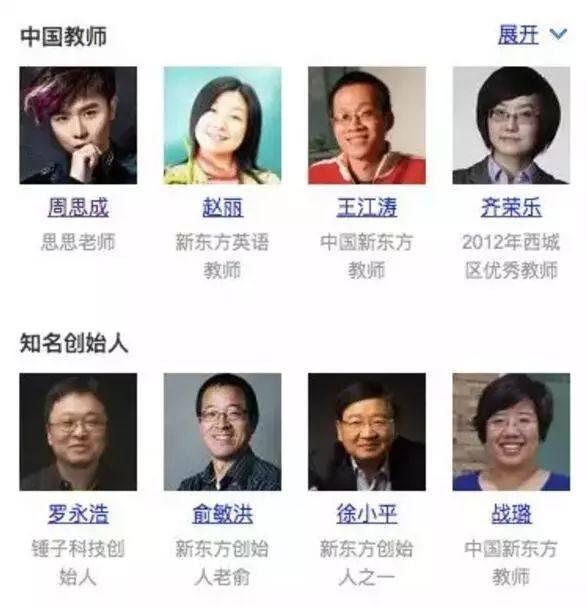 中国教师
展开
周思成 赵丽 王江涛 齐荣乐
思思老师 新东方英语 中国新东方 2012年西城
教师 教师 区优秀教师
知名创始人
罗永浩 俞敏洪 徐小平 战璐
锤子科技创 新东方创始 新东方创始 中国新东方
始人 人老俞 人之一 教师